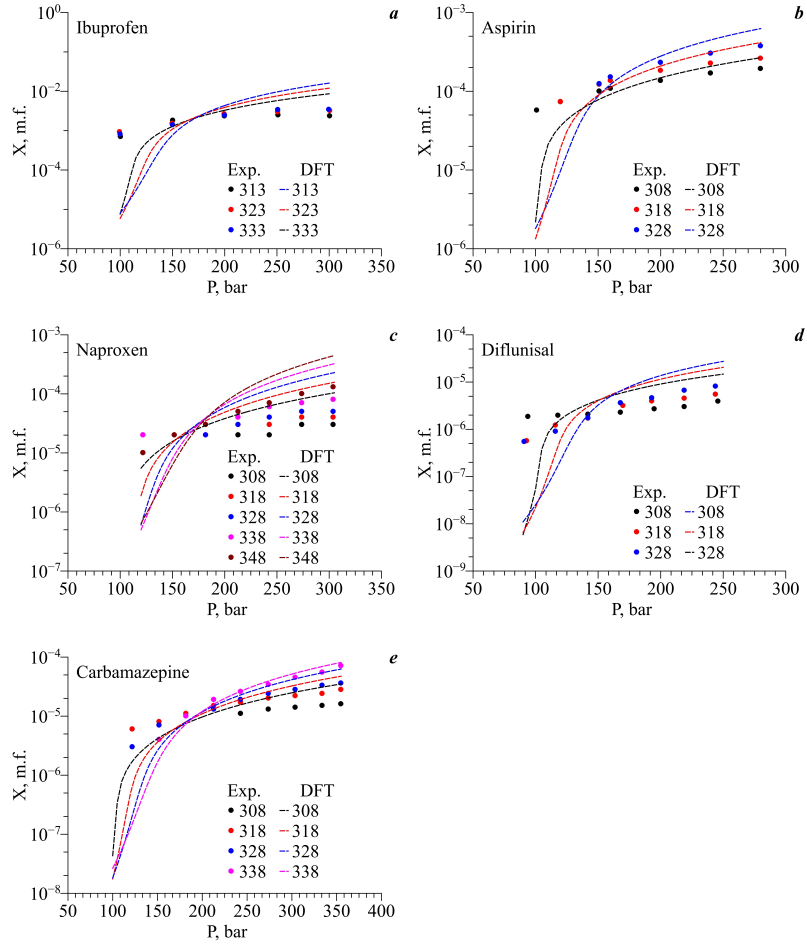 Ibuprofen
a
10⁰
10⁻²
10⁻⁴
10⁻⁶
X, m.f.
Exp. DFT
313 313
323 323
333 333
50 100 150 200 250 300 350
P, bar
Aspirin
b
10⁻³
10⁻⁴
10⁻⁵
10⁻⁶
X, m.f.
Exp. DFT
308 308
318 318
328 328
50 100 150 200 250 300
P, bar
Naproxen
c
10⁻³
10⁻⁴
10⁻⁵
10⁻⁶
10⁻⁷
X, m.f.
Exp. DFT
308 308
318 318
328 328
338 338
348 348
50 100 150 200 250 300 350
P, bar
Diflunisal
d
10⁻⁴
10⁻⁵
10⁻⁶
10⁻⁶
10⁻⁸
10⁻⁹
X, m.f.
Exp. DFT
308 308
318 318
328 328
50 100 150 200 250 300
P, bar
Carbamazepine
e
10⁻⁴
10⁻⁵
10⁻⁶
10⁻⁷
10⁻⁸
X, m.f.
Exp. DFT
308 308
318 318
328 328
338 338
50 100 150 200 250 300 350 400
P, bar